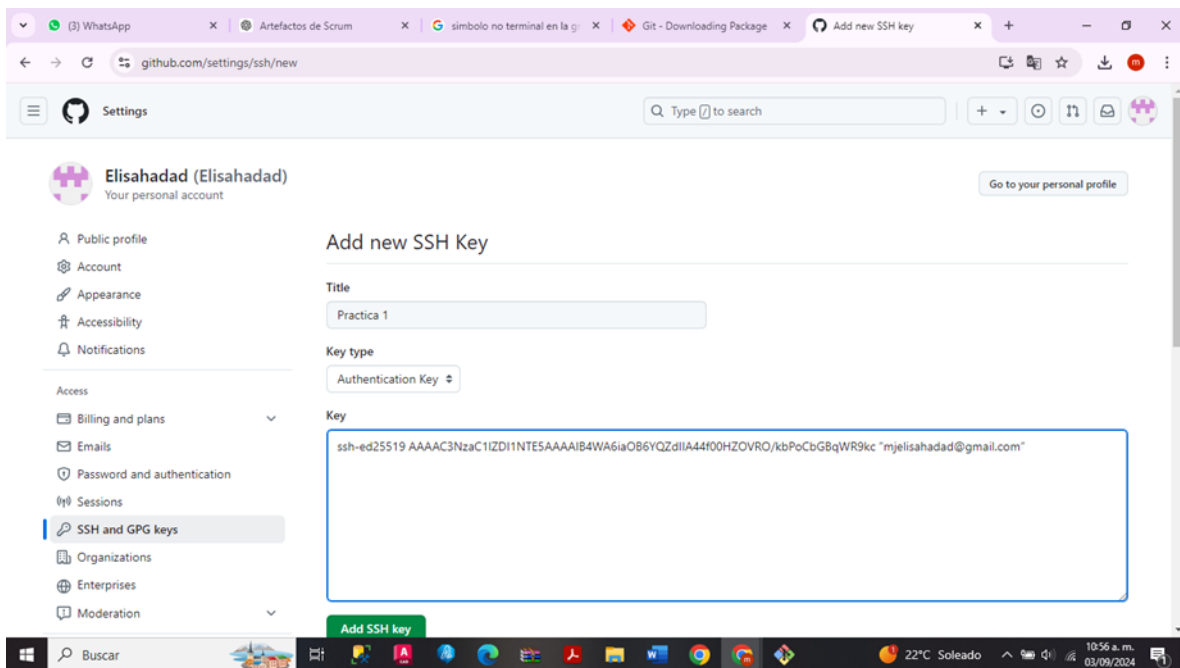 (3) WhatsApp
Artefactos de Scrum
simbolo no terminal en la g
Git - Downloading Package
Add new SSH key
github.com/settings/ssh/new
m
Settings
Type / to search
Elisahadad (Elisahadad)
Your personal account
Go to your personal profile
Public profile
Account
Appearance
Accessibility
Notifications
Access
Billing and plans
Emails
Password and authentication
Sessions
SSH and GPG keys
Organizations
Enterprises
Moderation
Add new SSH Key
Title
Practica 1
Key type
Authentication Key
Key
ssh-ed25519 AAAAC3NzaC1lZDI1NTE5AAAAIB4WA6iaOB6YQZdIIA44f00HZOVRO/kbPoCbGBqWR9kc "mjelisahadad@gmail.com"
Add SSH key
Buscar
22°C Soleado
10:56 a. m.
03/09/2024